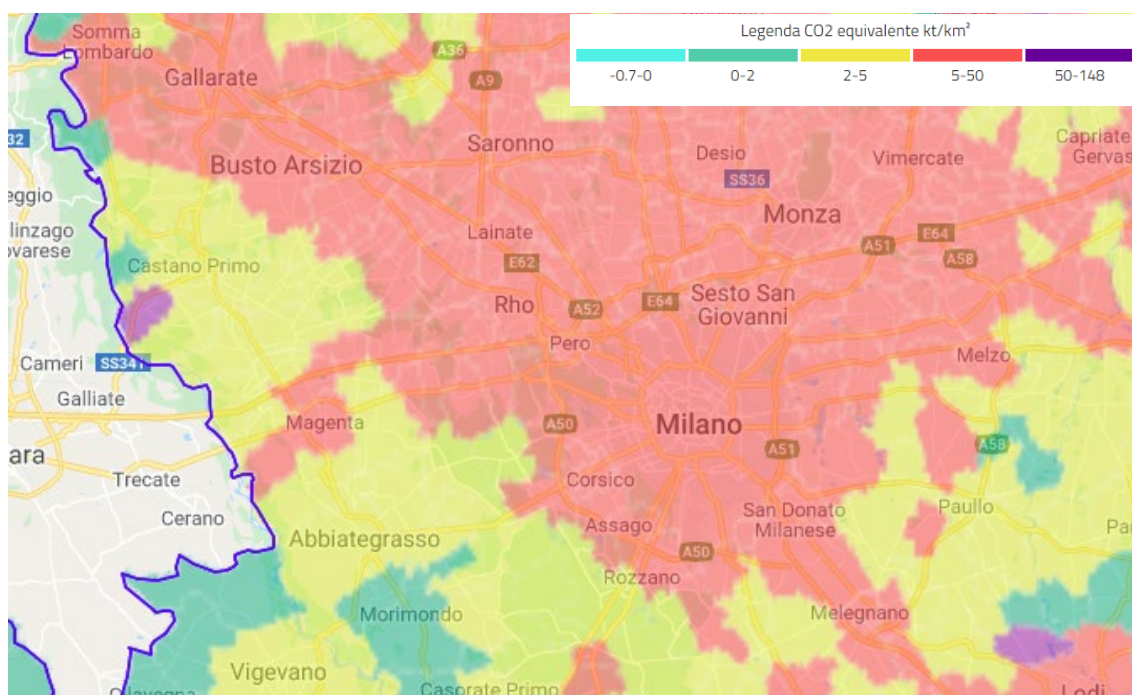 Legenda CO2 equivalente kt/km²
-0.7-0
0-2
2-5
5-50
50-148
Somma
Lombardo
A36
Gallarate
A9
32
Saronno
Capriate
Gervas
Desio
Vimercate
Busto Arsizio
SS36
eggio
Monza
linzago
ovarese
Lainate
E64
A51
A58
Castano Primo
E62
Rho
A52
E64
Sesto San
Giovanni
Pero
Melzo
Cameri
SS341
Galliate
Magenta
A50
Milano
A51
A58
ara
Trecate
Corsico
Cerano
Assago
San Donato
Milanese
Paullo
Abbiategrasso
A50
Rozzano
Morimondo
Melegnano
Vigevano
Casorate Primo
Lodi